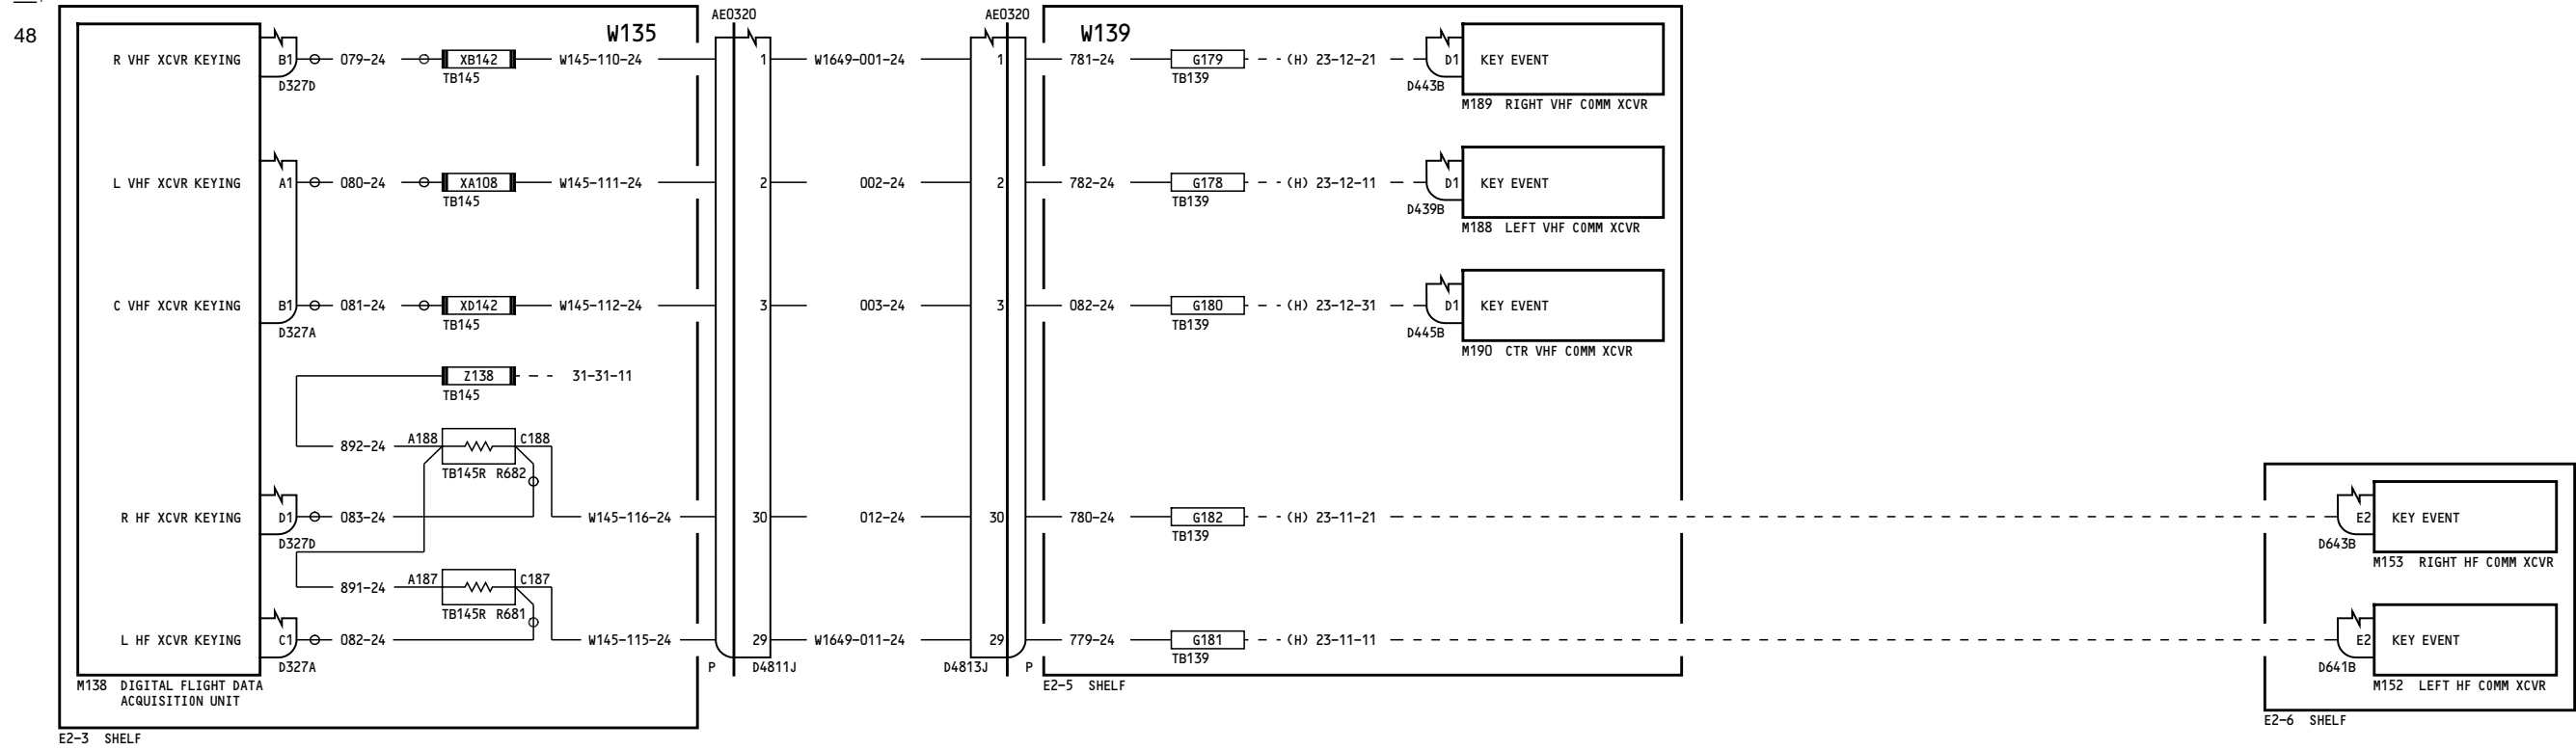 48
W135
AE0320
AE0320
W139
R VHF XCVR KEYING
B1
079-24
XB142
W145-110-24
1
W1649-001-24
1
781-24
G179
(H) 23-12-21
D1
KEY EVENT
D327D
TB145
TB139
D443B
M189 RIGHT VHF COMM XCVR
L VHF XCVR KEYING
A1
080-24
XA108
W145-111-24
2
002-24
2
782-24
G178
(H) 23-12-11
D1
KEY EVENT
TB145
TB139
D439B
M188 LEFT VHF COMM XCVR
C VHF XCVR KEYING
B1
081-24
XD142
W145-112-24
3
003-24
3
082-24
G180
(H) 23-12-31
D1
KEY EVENT
D327A
TB145
TB139
D445B
M190 CTR VHF COMM XCVR
Z138
31-31-11
TB145
892-24
A188
C188
TB145R R682
R HF XCVR KEYING
D1
083-24
W145-116-24
30
012-24
30
780-24
G182
(H) 23-11-21
E2
KEY EVENT
D327D
TB139
D643B
M153 RIGHT HF COMM XCVR
891-24
A187
C187
TB145R R681
L HF XCVR KEYING
C1
082-24
W145-115-24
29
W1649-011-24
29
779-24
G181
(H) 23-11-11
E2
KEY EVENT
D327A
P
D4811J
D4813J
P
TB139
D641B
M138 DIGITAL FLIGHT DATA
ACQUISITION UNIT
E2-5 SHELF
M152 LEFT HF COMM XCVR
E2-6 SHELF
E2-3 SHELF